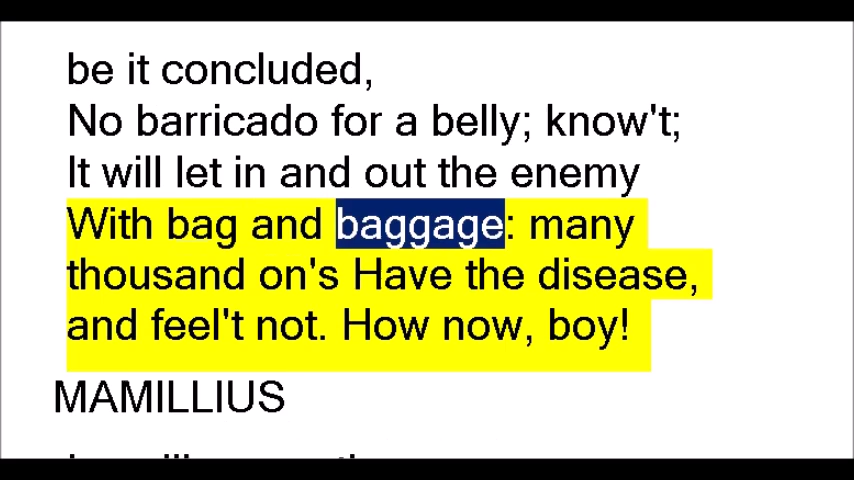 be it concluded,
No barricado for a belly; know't;
It will let in and out the enemy
With bag and baggage: many
thousand on's Have the disease,
and feel't not. How now, boy!
MAMILLIUS